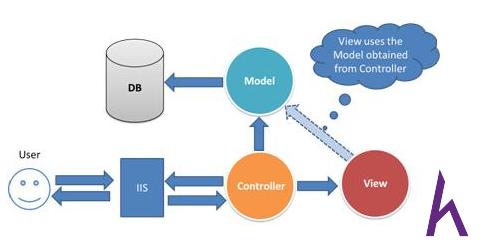 View uses the
Model obtained
from Controller
DB
Model
User
IIS
Controller
View